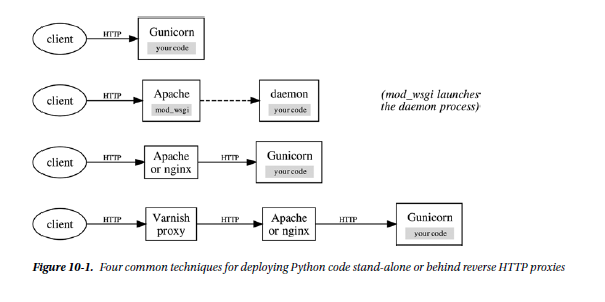 client
HTTP
Gunicorn
your code
client
HTTP
Apache
mod_wsgi
daemon
your code
(mod_wsgi launches
the daemon process)
client
HTTP
Apache
or nginx
HTTP
Gunicorn
your code
client
HTTP
Varnish
proxy
HTTP
Apache
or nginx
HTTP
Gunicorn
your code
Figure 10-1. Four common techniques for deploying Python code stand-alone or behind reverse HTTP proxies